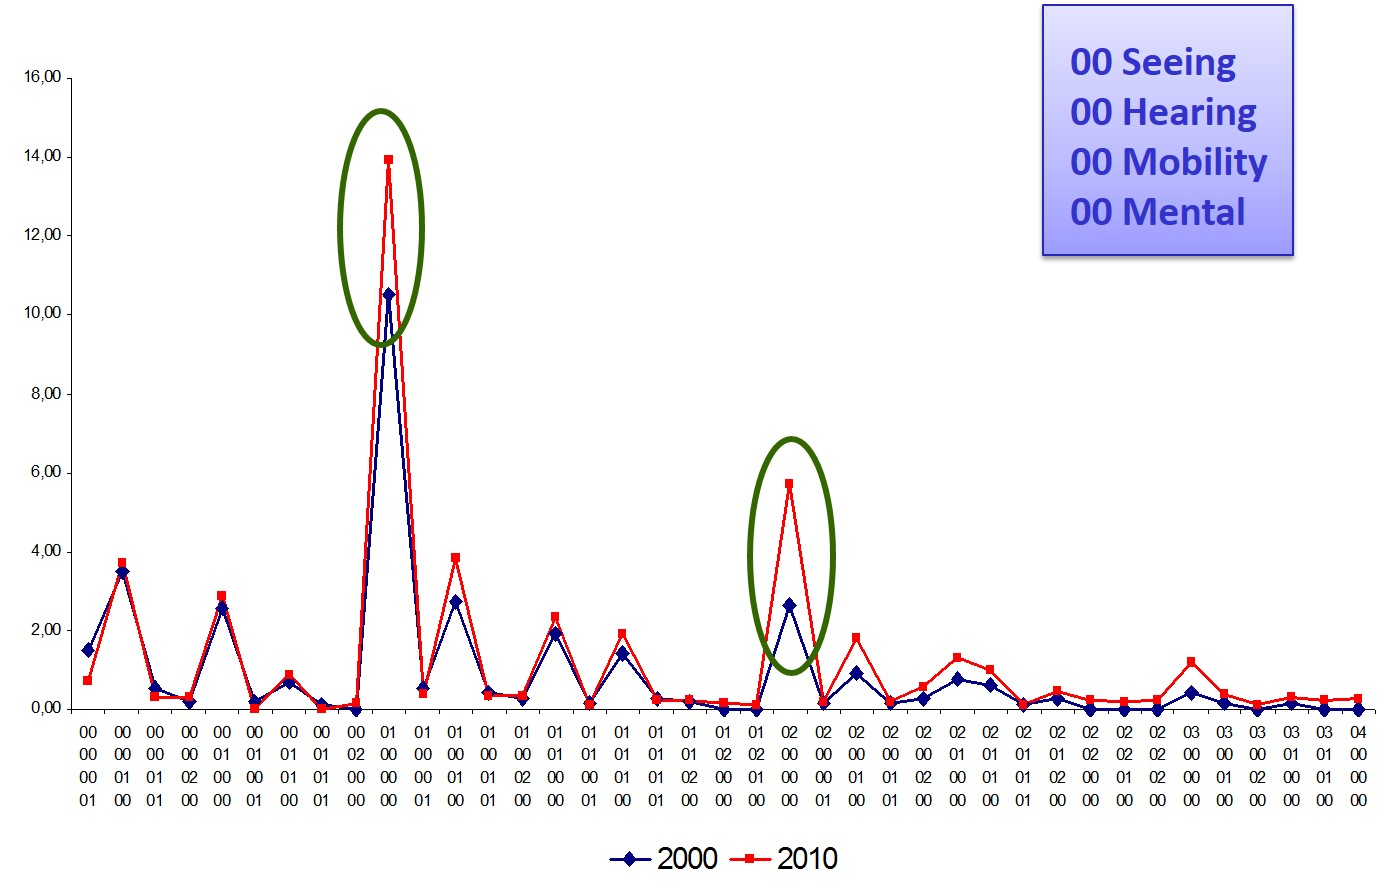 16,00
14,00
12,00
10,00
8,00
6,00
4,00
2,00
0,00
00 Seeing
00 Hearing
00 Mobility
00 Mental
00 00 00 00 00 00 00 00 00 01 01 01 01 01 01 01 01 01 01 01 01 02 02 02 02 02 02 02 02 02 02 02 02 03 03 03 03 03 04
00 00 00 00 01 01 01 01 02 00 00 00 00 00 01 01 01 01 01 02 02 00 00 00 00 00 01 01 01 01 02 02 02 00 00 00 01 01 00
00 01 01 02 00 00 01 01 00 00 00 01 01 02 00 00 01 01 02 00 01 00 00 01 01 02 00 01 01 02 00 01 02 00 01 02 00 01 00
01 00 01 00 00 01 00 01 00 00 01 00 01 00 00 01 00 01 00 00 01 00 01 00 01 00 00 00 01 00 00 00 00 00 00 00 00 00 00
2000 2010